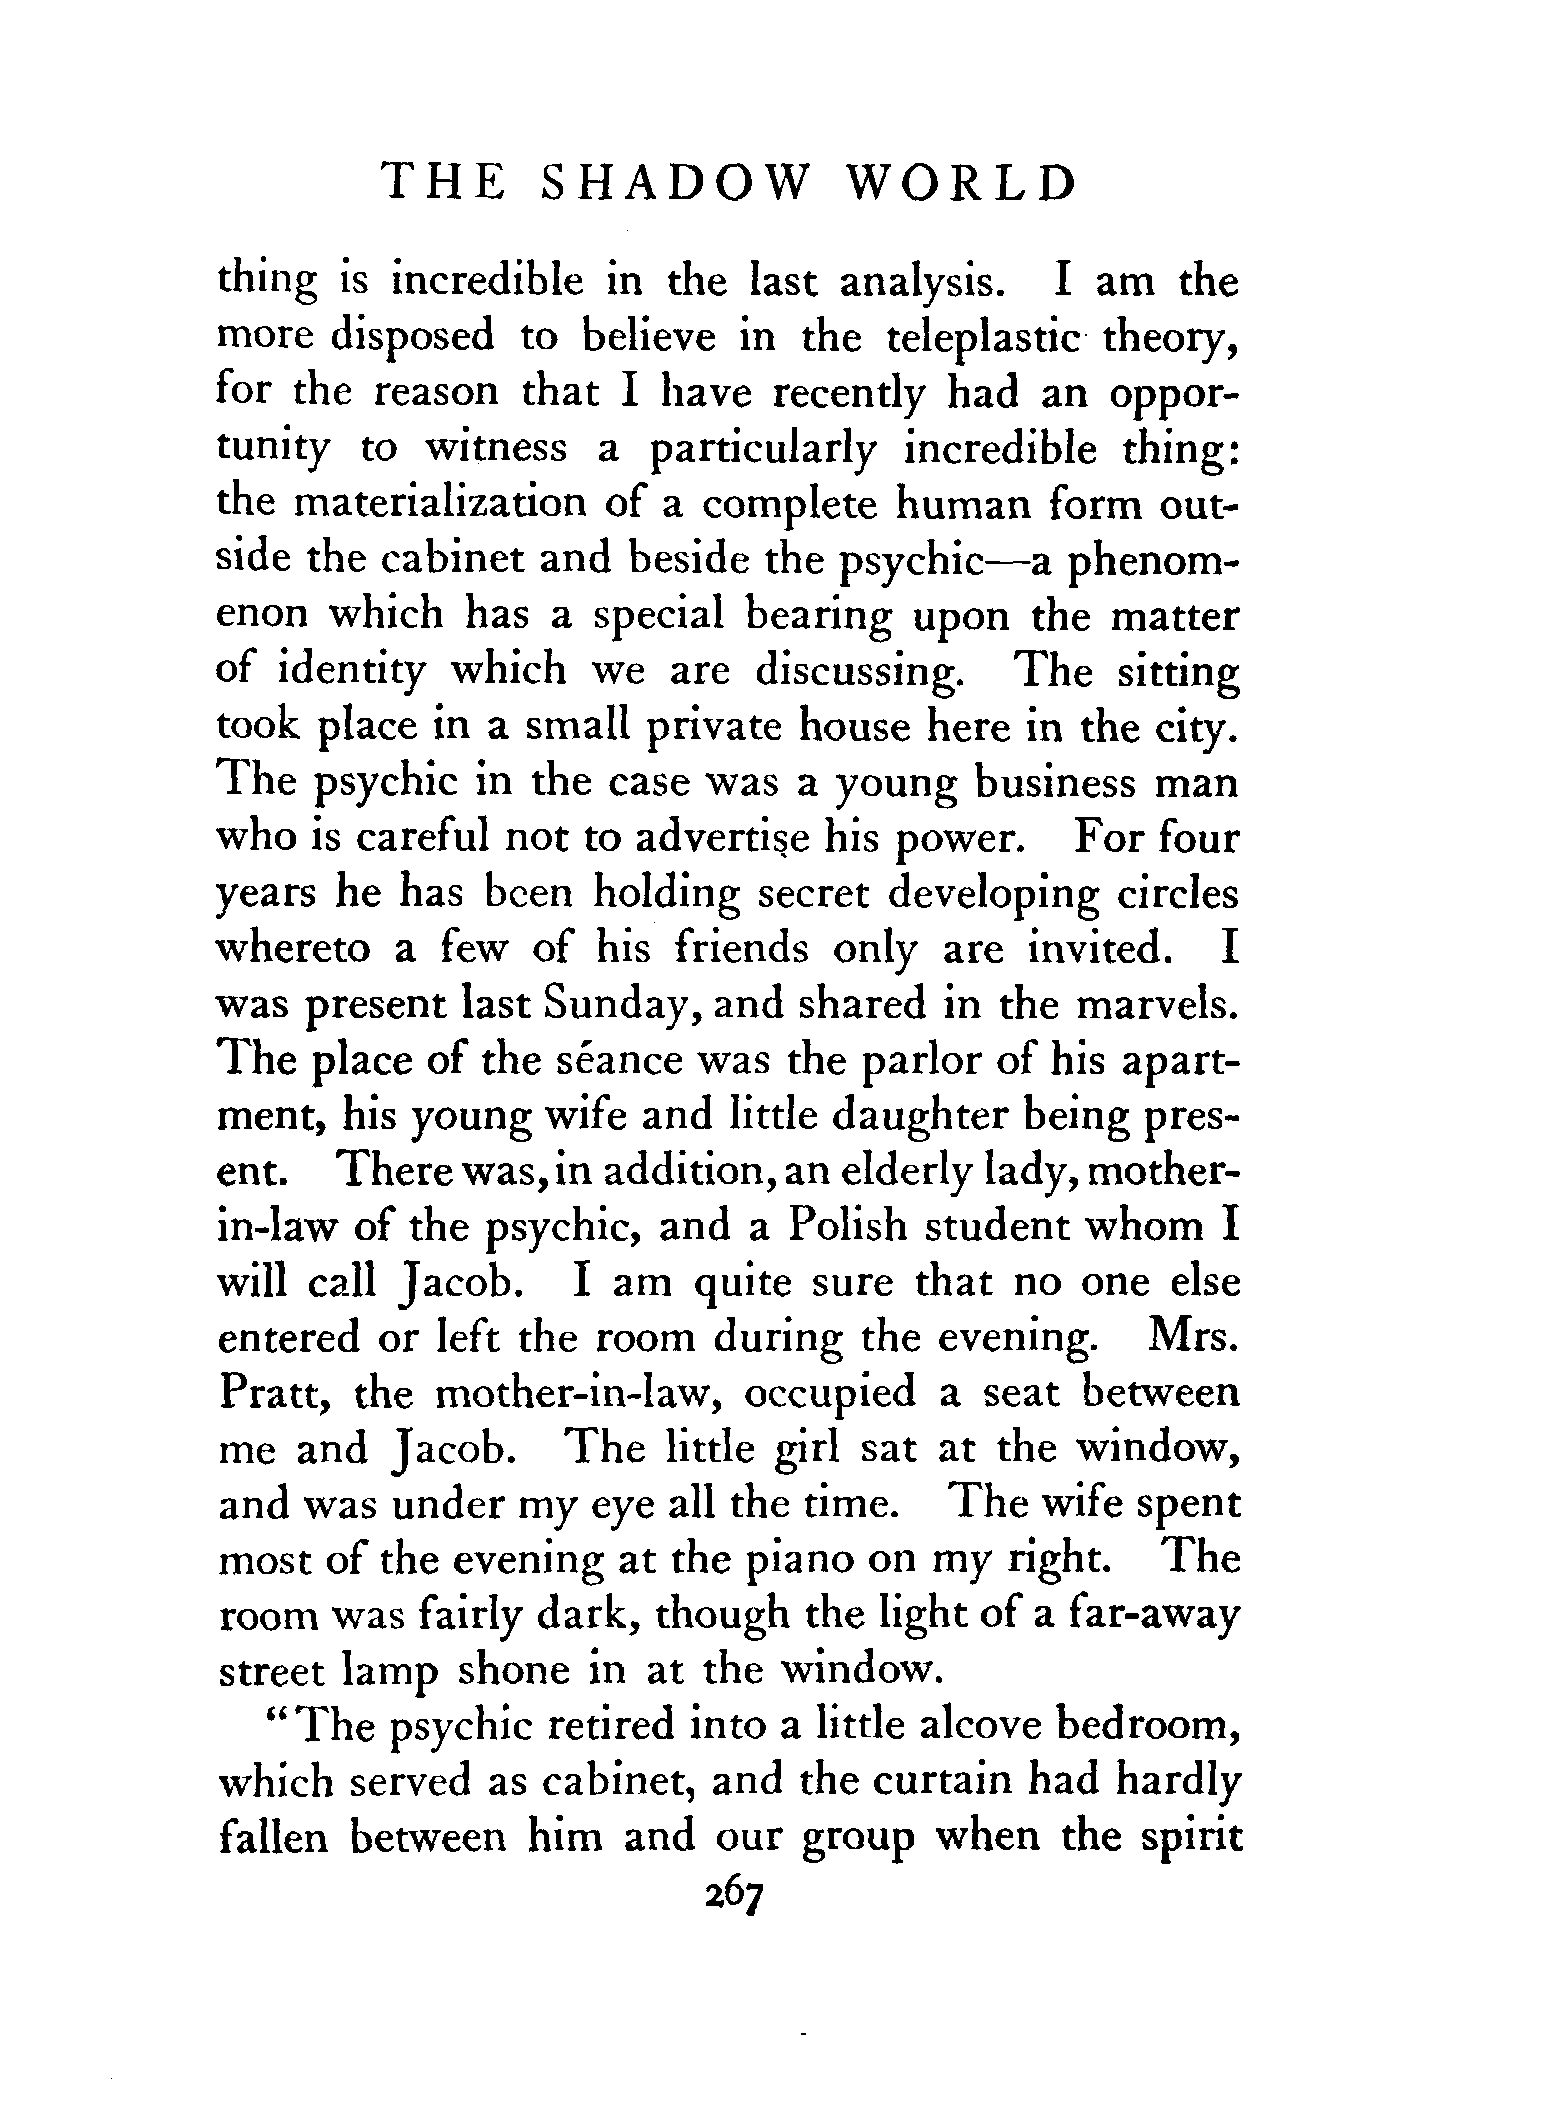 THE SHADOW WORLD
thing is incredible in the last analysis. I am the
more disposed to believe in the teleplastic theory,
for the reason that I have recently had an oppor-
tunity to witness a particularly incredible thing:
the materialization of a complete human form out-
side the cabinet and beside the psychic—a phenom-
enon which has a special bearing upon the matter
of identity which we are discussing. The sitting
took place in a small private house here in the city.
The psychic in the case was a young business man
who is careful not to advertise his power. For four
years he has been holding secret developing circles
whereto a few of his friends only are invited. I
was present last Sunday, and shared in the marvels.
The place of the séance was the parlor of his apart-
ment, his young wife and little daughter being pres-
ent. There was, in addition, an elderly lady, mother-
in-law of the psychic, and a Polish student whom I
will call Jacob. I am quite sure that no one else
entered or left the room during the evening. Mrs.
Pratt, the mother-in-law, occupied a seat between
me and Jacob. The little girl sat at the window,
and was under my eye all the time. The wife spent
most of the evening at the piano on my right. The
room was fairly dark, though the light of a far-away
street lamp shone in at the window.
“The psychic retired into a little alcove bedroom,
which served as cabinet, and the curtain had hardly
fallen between him and our group when the spirit
267